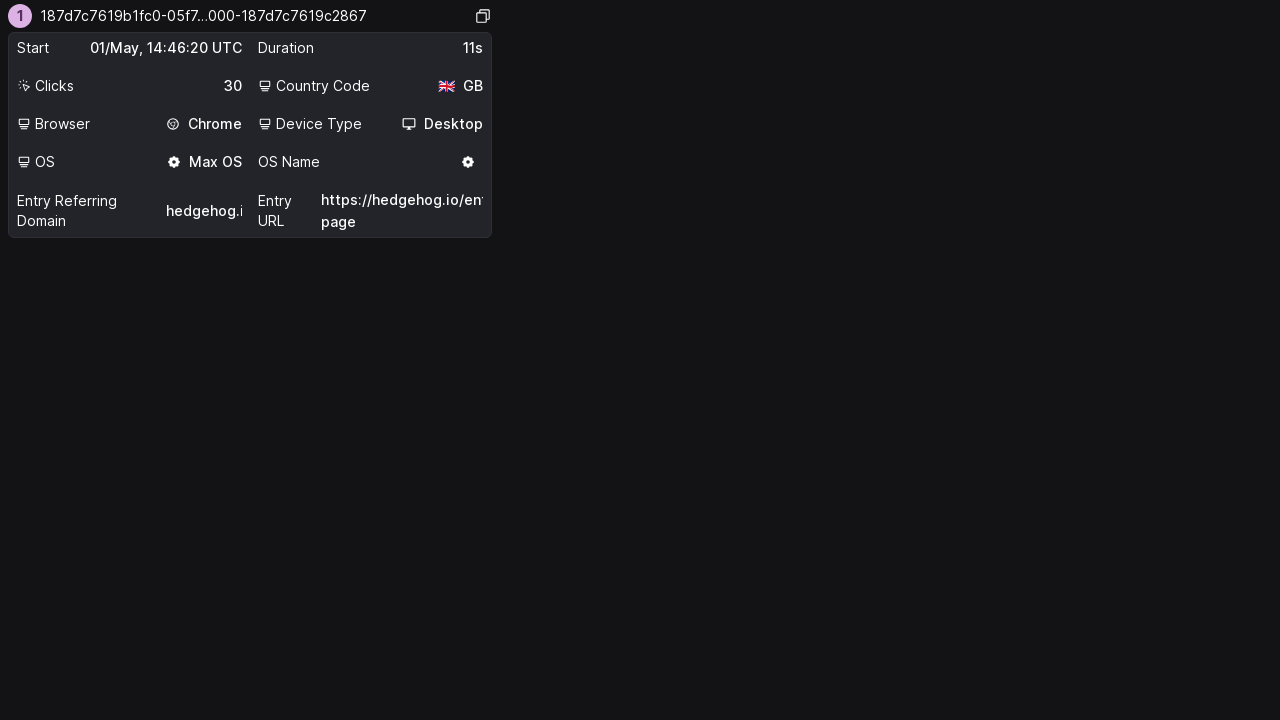 1 187d7c7619b1fc0-05f7...000-187d7c7619c2867
Start 01/May, 14:46:20 UTC Duration 11s
Clicks 30 Country Code GB
Browser Chrome Device Type Desktop
OS Max OS OS Name
Entry Referring Domain hedgehog.i Entry URL https://hedgehog.io/en
page